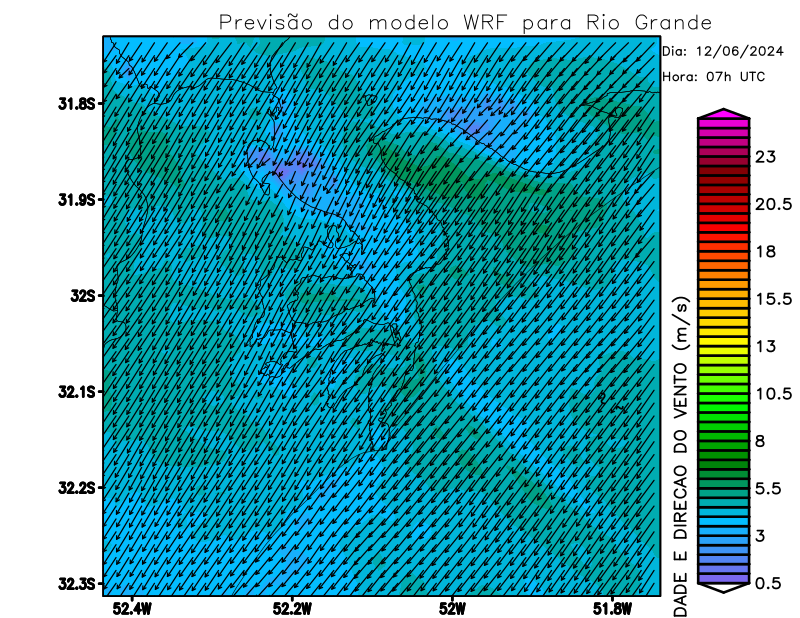 Previsão do modelo WRF para Rio Grande
Dia: 12/06/2024
Hora: 07h UTC
31.8S
31.9S
32S
32.1S
32.2S
32.3S
52.4W
52.2W
52W
51.8W
23
20.5
18
15.5
13
10.5
8
5.5
3
0.5
DADE E DIRECAO DO VENTO (m/s)